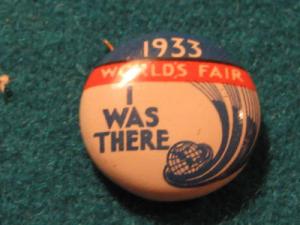 1933
WORLD'S FAIR
I
WAS
THERE